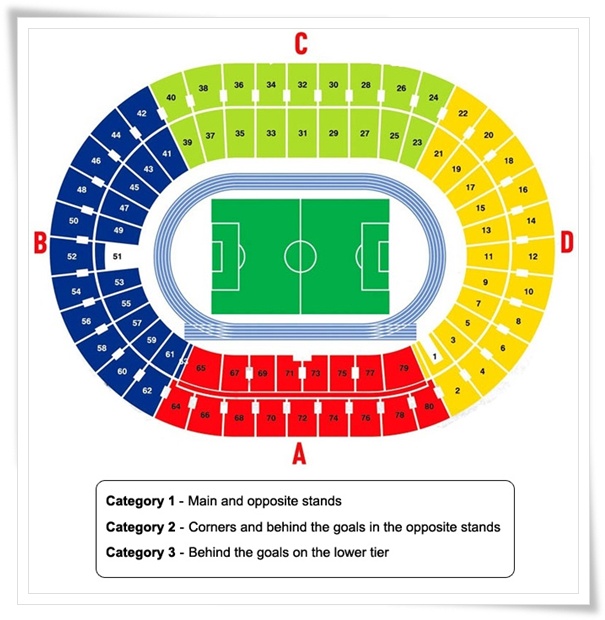 C
40 38 36 34 32 30 28 26 24
39 37 35 33 31 29 27 25 23
42 44 46 48 50 52 54 56 58 60 62
41 43 45 47 49 51 53 55 57 59 61
B
22 20 18 16 14 12 10 8 6 4 2
21 19 17 15 13 11 9 7 5 3 1
D
65 67 69 71 73 75 77 79
64 66 68 70 72 74 76 78 80
A
Category 1 - Main and opposite stands
Category 2 - Corners and behind the goals in the opposite stands
Category 3 - Behind the goals on the lower tier